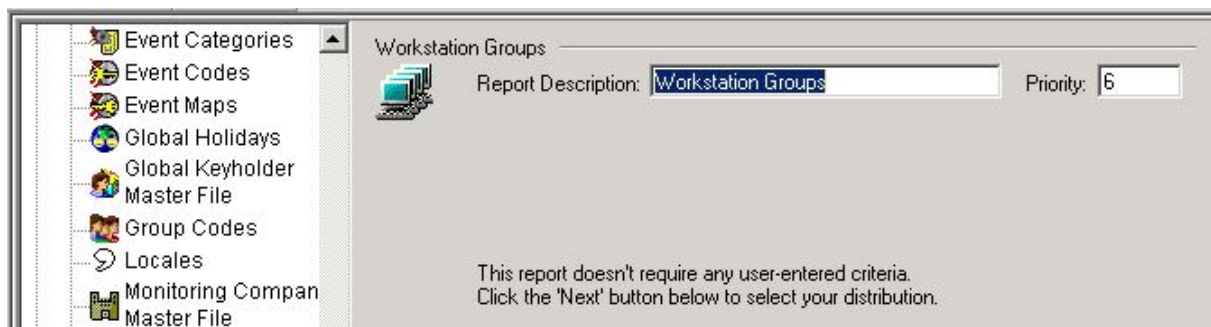 Event Categories
Event Codes
Event Maps
Global Holidays
Global Keyholder
Master File
Group Codes
Locales
Monitoring Compan
Master File
Workstation Groups
Report Description: Workstation Groups Priority: 6
This report doesn't require any user-entered criteria.
Click the 'Next' button below to select your distribution.